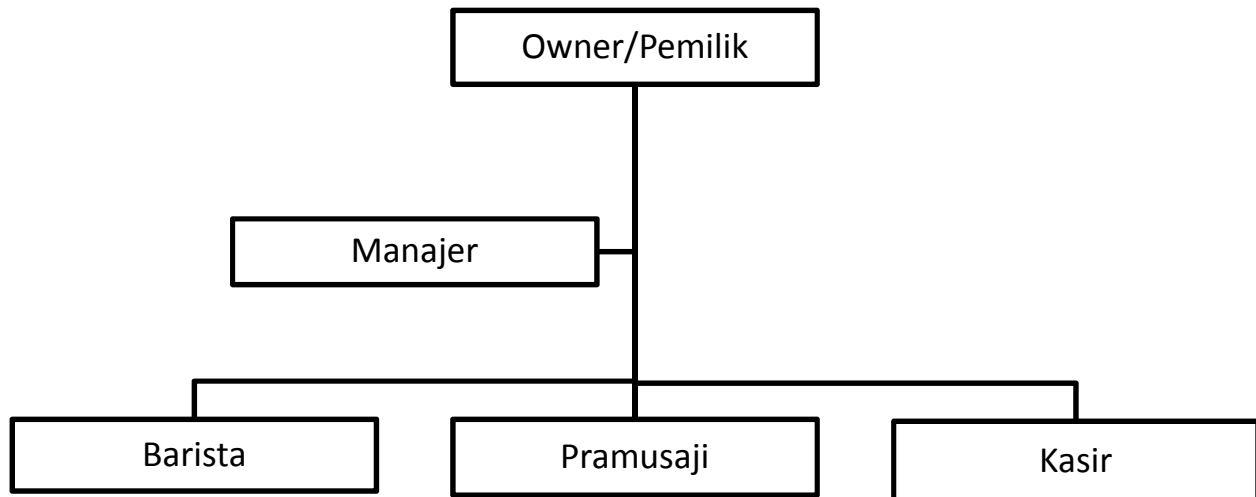 Owner/Pemilik
Manajer
Barista
Pramusaji
Kasir